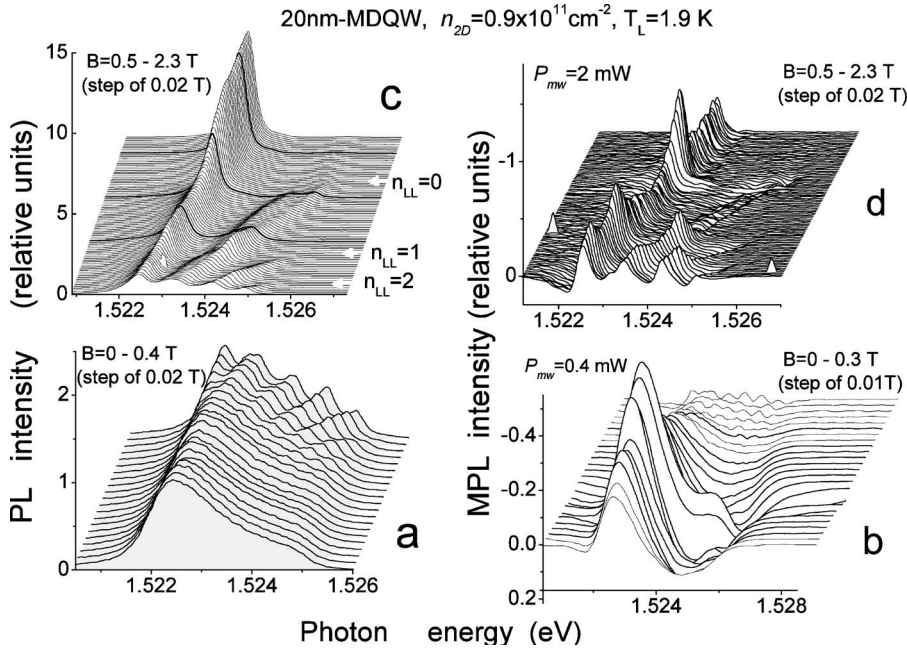 20nm-MDQW, n2D=0.9x10¹¹cm⁻², TL=1.9 K
15
B=0.5 - 2.3 T
(step of 0.02 T)
c
10
5
0
nLL=0
nLL=1
nLL=2
1.522 1.524 1.526
(relative units)
Pmw=2 mW
B=0.5 - 2.3 T
(step of 0.02 T)
-1
d
0
1.522 1.524 1.526
(relative units)
B=0 - 0.4 T
(step of 0.02 T)
2
1
0
a
1.522 1.524 1.526
PL intensity
Pmw=0.4 mW
B=0 - 0.3 T
(step of 0.01T)
-0.4
-0.2
0.0
0.2
b
1.524 1.528
MPL intensity
Photon energy (eV)